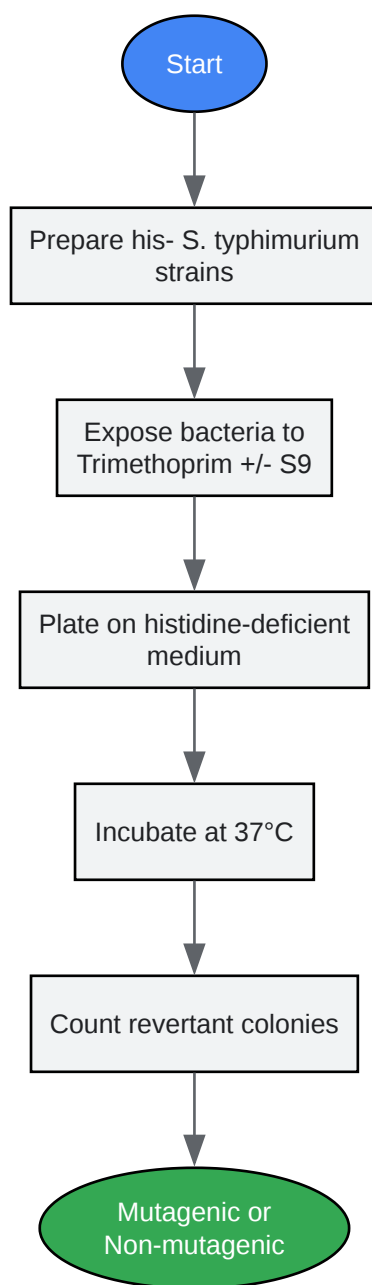 Start
Prepare his- S. typhimurium
strains
Expose bacteria to
Trimethoprim +/- S9
Plate on histidine-deficient
medium
Incubate at 37°C
Count revertant colonies
Mutagenic or
Non-mutagenic